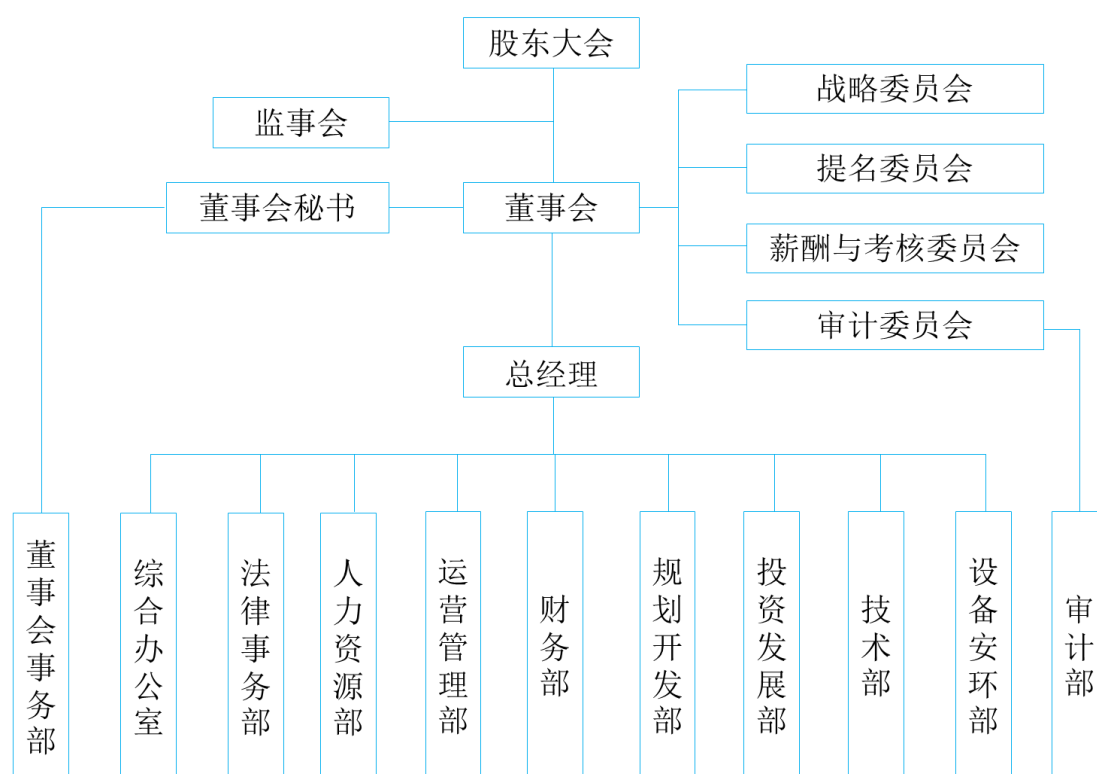 股东大会
战略委员会
监事会
提名委员会
董事会秘书
董事会
薪酬与考核委员会
审计委员会
总经理
董事会事务部
综合办公室
法律事务部
人力资源部
运营管理部
财务部
规划开发部
投资发展部
技术部
设备安环部
审计部